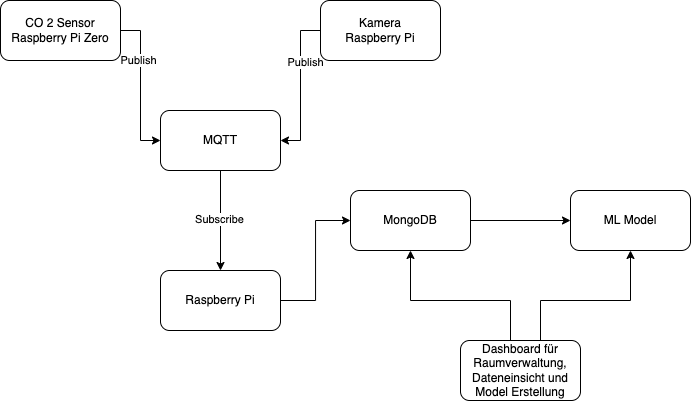 CO 2 Sensor
Raspberry Pi Zero
Kamera
Raspberry Pi
Publish
Publish
MQTT
Subscribe
MongoDB
ML Model
Raspberry Pi
Dashboard für
Raumverwaltung,
Dateneinsicht und
Model Erstellung